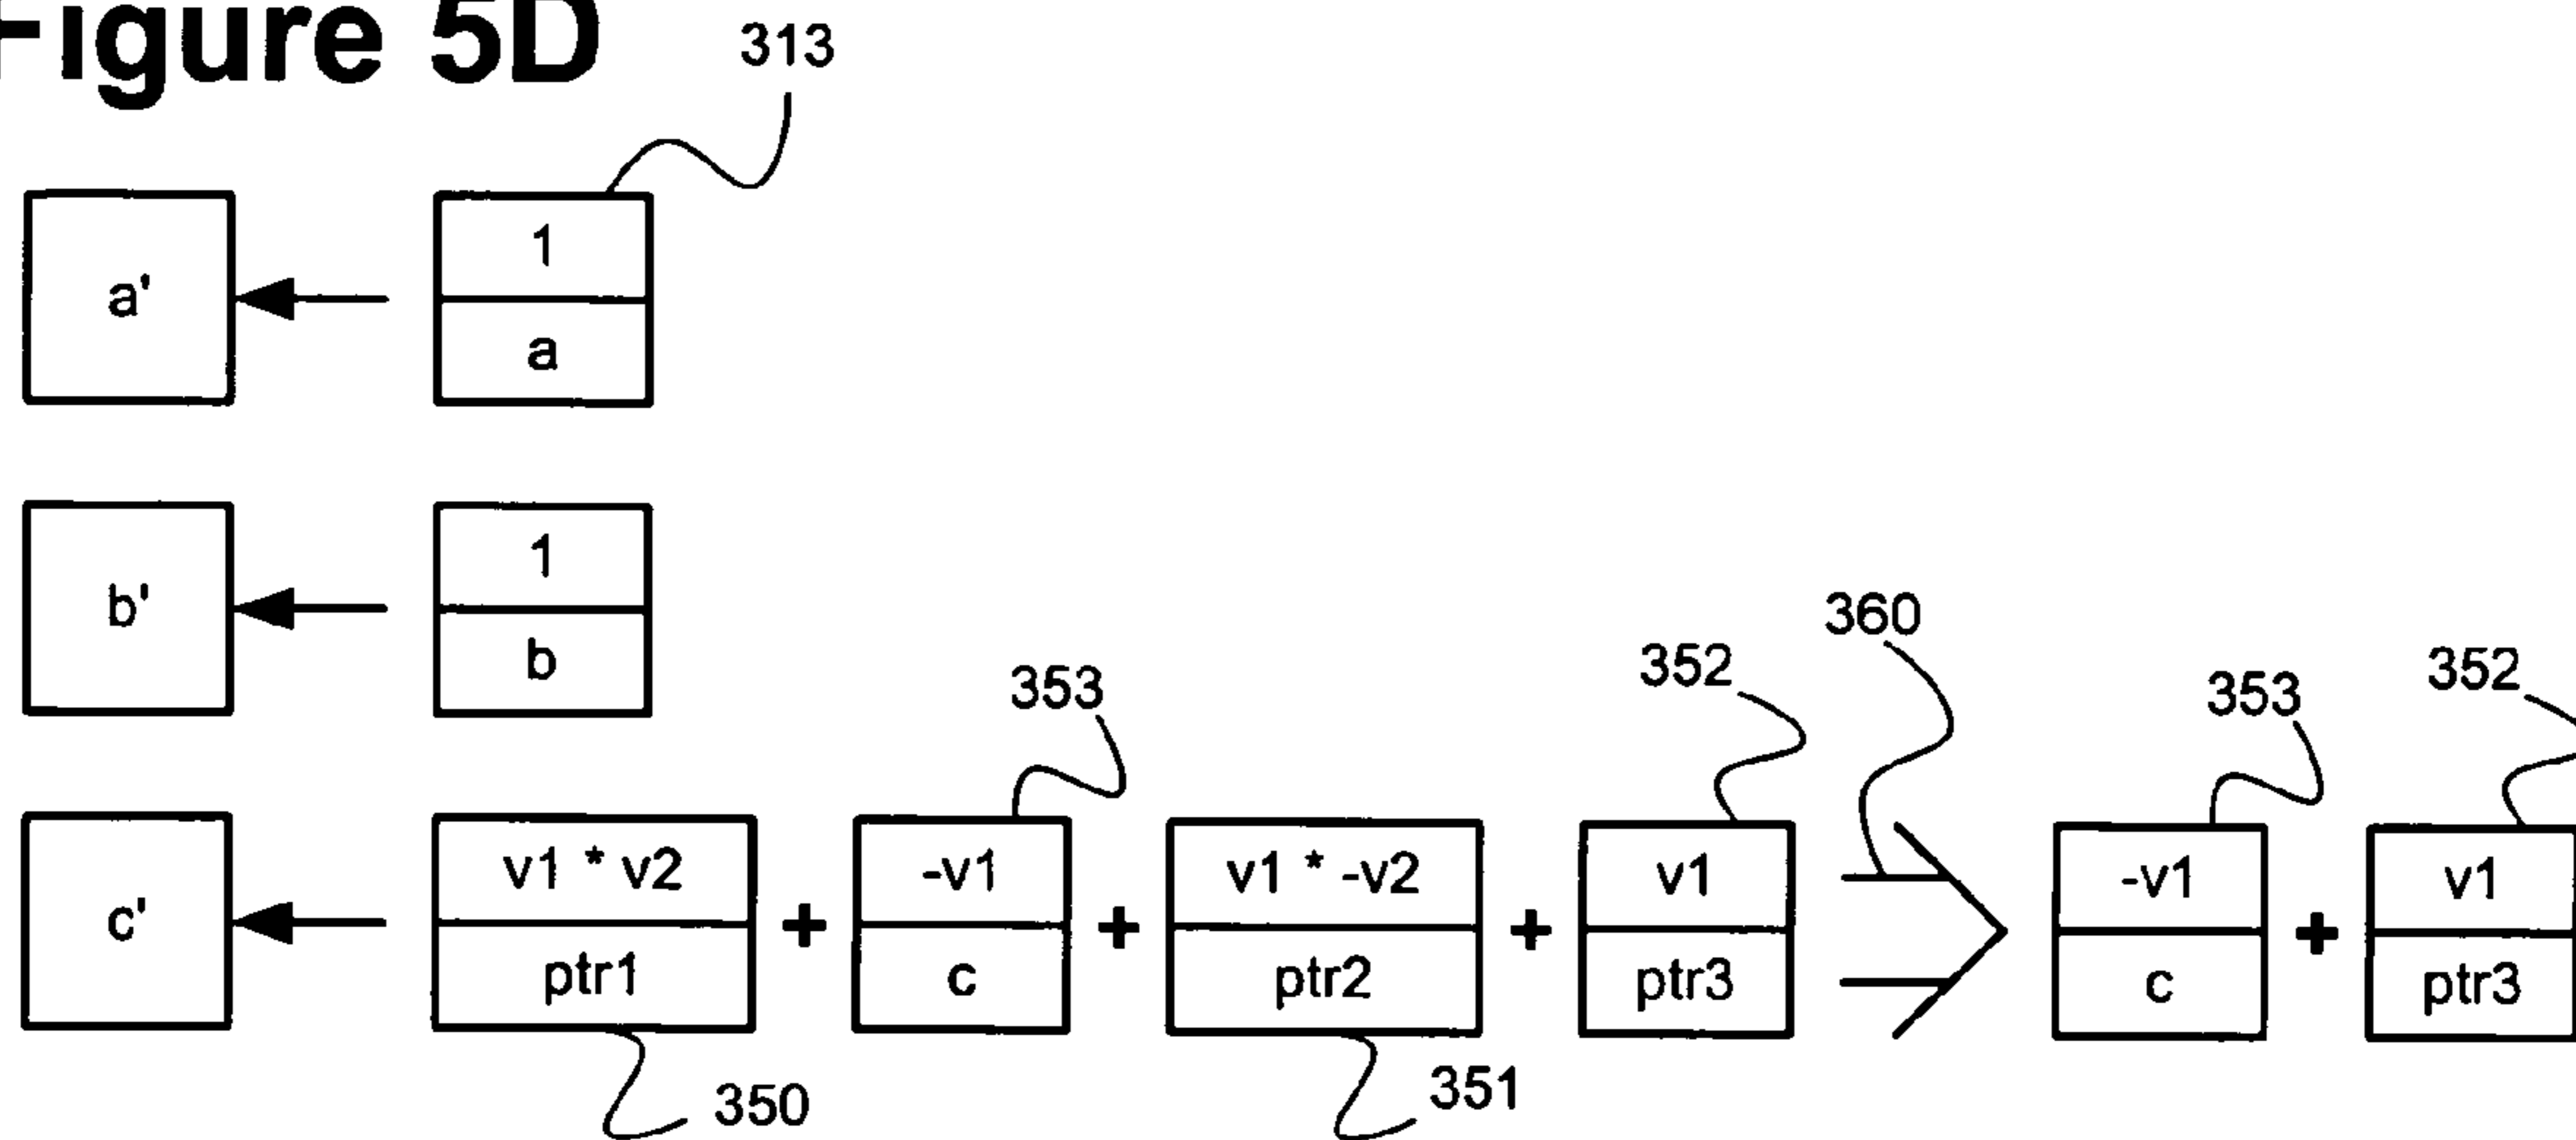 Figure 5D
313
a'
1
a
b'
1
b
353
352
360
353
352
c'
v1 * v2
ptr1
+
-v1
c
+
v1 * -v2
ptr2
+
v1
ptr3
-v1
c
+
v1
ptr3
350
351